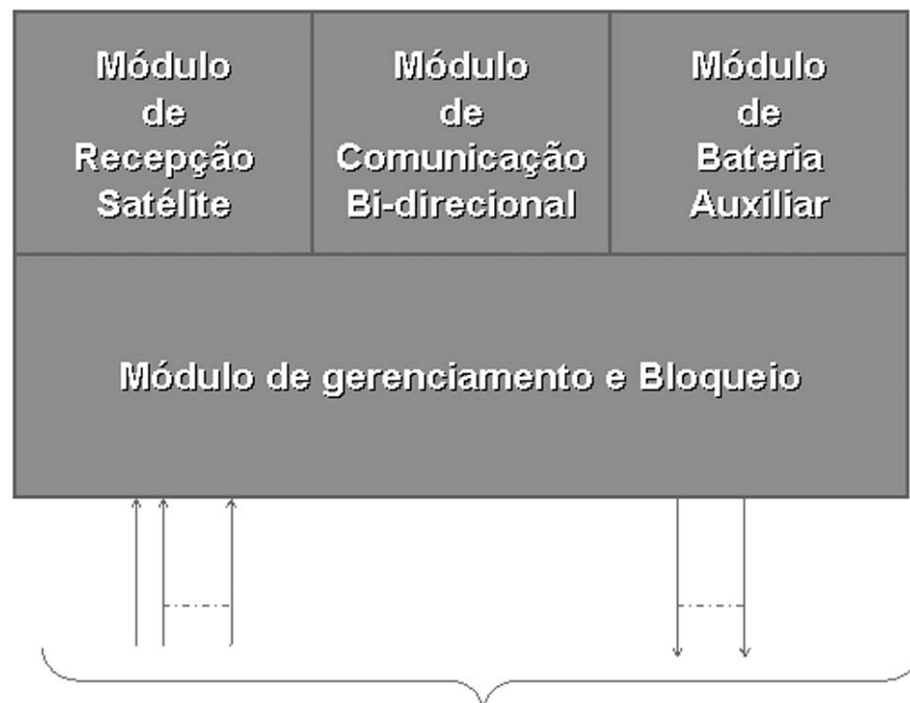 Módulo
de
Recepção
Satélite
Módulo
de
Comunicação
Bi-direcional
Módulo
de
Bateria
Auxiliar
Módulo de gerenciamento e Bloqueio